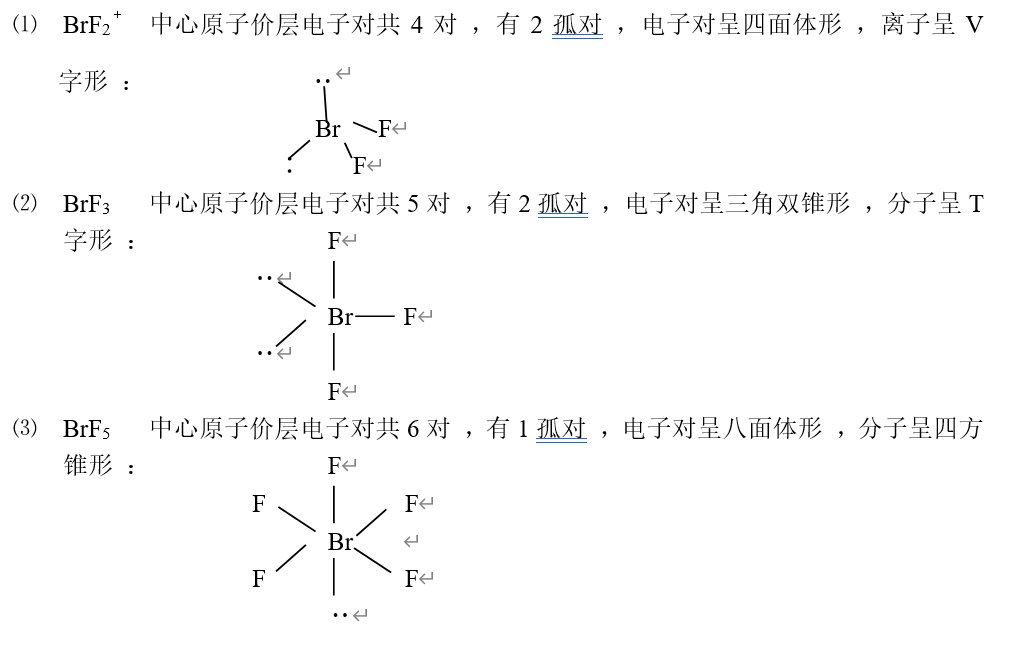 ⑴ BrF₂⁺ 中心原子价层电子对共 4 对 ，有 2 孤对 ，电子对呈四面体形 ，离子呈 V
字形 ：
··↵
Br F↵
: F↵
⑵ BrF₃ 中心原子价层电子对共 5 对 ，有 2 孤对 ，电子对呈三角双锥形 ，分子呈 T
字形 ：
F↵
··↵
Br F↵
··↵
F↵
⑶ BrF₅ 中心原子价层电子对共 6 对 ，有 1 孤对 ，电子对呈八面体形 ，分子呈四方
锥形 ：
F↵
F F↵
Br ↵
F F↵
··↵